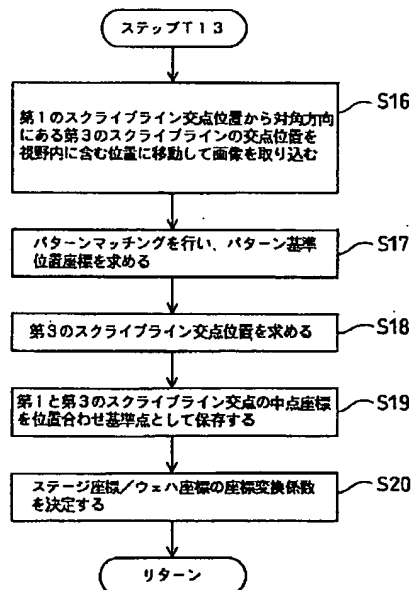 ステップT13
第1のスクライブライン交点位置から対角方向
にある第3のスクライブラインの交点位置を
視野内に含む位置に移動して画像を取り込む
S16
パターンマッチングを行い、パターン基準
位置座標を求める
S17
第3のスクライブライン交点位置を求める
S18
第1と第3のスクライブライン交点の中点座標
を位置合わせ基準点として保存する
S19
ステージ座標/ウェハ座標の座標変換係数
を決定する
S20
リターン